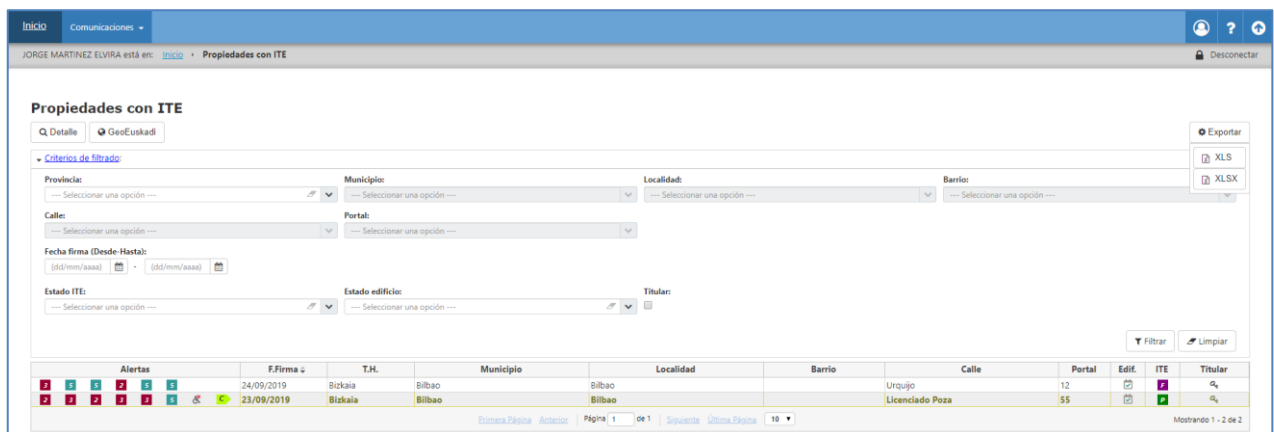 Inicio Comunicaciones ?
JORGE MARTINEZ ELVIRA está en: Inicio Propiedades con ITE Desconectar
Propiedades con ITE
Detalle GeoEuskadi Exportar
XLS
XLSX
Criterios de filtrado:
Provincia: Municipio: Localidad: Barrio:
--- Seleccionar una opción --- --- Seleccionar una opción --- --- Seleccionar una opción --- --- Seleccionar una opción ---
Calle: Portal:
--- Seleccionar una opción --- --- Seleccionar una opción ---
Fecha firma (Desde-Hasta):
(dd/mm/aaaa) - (dd/mm/aaaa)
Estado ITE: Estado edificio: Titular:
--- Seleccionar una opción --- --- Seleccionar una opción ---
Filtrar Limpiar
Alertas F.Firma T.H. Municipio Localidad Barrio Calle Portal Edif. ITE Titular
3 5 5 2 5 5 24/09/2019 Bizkaia Bilbao Bilbao Urquijo 12 F
2 3 2 3 3 5 C 23/09/2019 Bizkaia Bilbao Bilbao Licenciado Poza 55 P
Primera Página Anterior Página 1 de 1 Siguiente Última Página 10 Mostrando 1 - 2 de 2